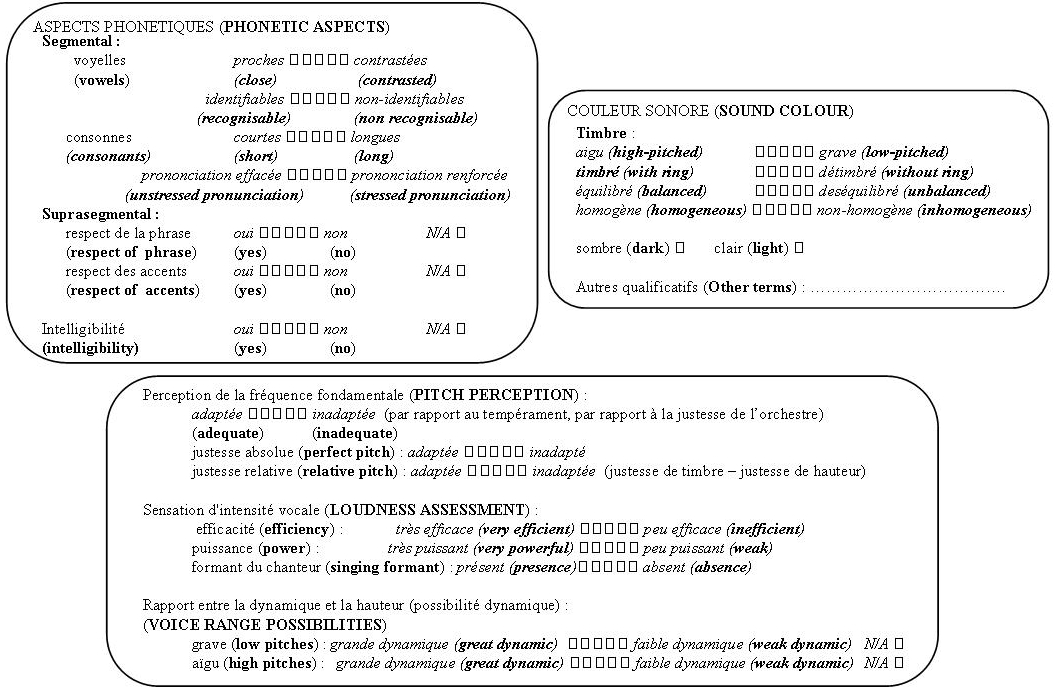 ASPECTS PHONETIQUES (PHONETIC ASPECTS)
Segmental :
voyelles proches □□□□□ contrastées
(vowels) (close) (contrasted)
identifiables □□□□□ non-identifiables
(recognisable) (non recognisable)
consonnes courtes □□□□□ longues
(consonants) (short) (long)
prononciation effacée □□□□□ prononciation renforcée
(unstressed pronunciation) (stressed pronunciation)
Suprasegmental :
respect de la phrase oui □□□□□ non N/A □
(respect of phrase) (yes) (no)
respect des accents oui □□□□□ non N/A □
(respect of accents) (yes) (no)
Intelligibilité oui □□□□□ non N/A □
(intelligibility) (yes) (no)
COULEUR SONORE (SOUND COLOUR)
Timbre :
aigu (high-pitched) □□□□□ grave (low-pitched)
timbré (with ring) □□□□□ détimbré (without ring)
équilibré (balanced) □□□□□ deséquilibré (unbalanced)
homogène (homogeneous) □□□□□ non-homogène (inhomogeneous)
sombre (dark) □ clair (light) □
Autres qualificatifs (Other terms) : ……………………………….
Perception de la fréquence fondamentale (PITCH PERCEPTION) :
adaptée □□□□□ inadaptée (par rapport au tempérament, par rapport à la justesse de l'orchestre)
(adequate) (inadequate)
justesse absolue (perfect pitch) : adaptée □□□□□ inadapté
justesse relative (relative pitch) : adaptée □□□□□ inadaptée (justesse de timbre – justesse de hauteur)
Sensation d'intensité vocale (LOUDNESS ASSESSMENT) :
efficacité (efficiency) : très efficace (very efficient) □□□□□ peu efficace (inefficient)
puissance (power) : très puissant (very powerful) □□□□□ peu puissant (weak)
formant du chanteur (singing formant) : présent (presence) □□□□□ absent (absence)
Rapport entre la dynamique et la hauteur (possibilité dynamique) :
(VOICE RANGE POSSIBILITIES)
grave (low pitches) : grande dynamique (great dynamic) □□□□□ faible dynamique (weak dynamic) N/A □
aigu (high pitches) : grande dynamique (great dynamic) □□□□□ faible dynamique (weak dynamic) N/A □